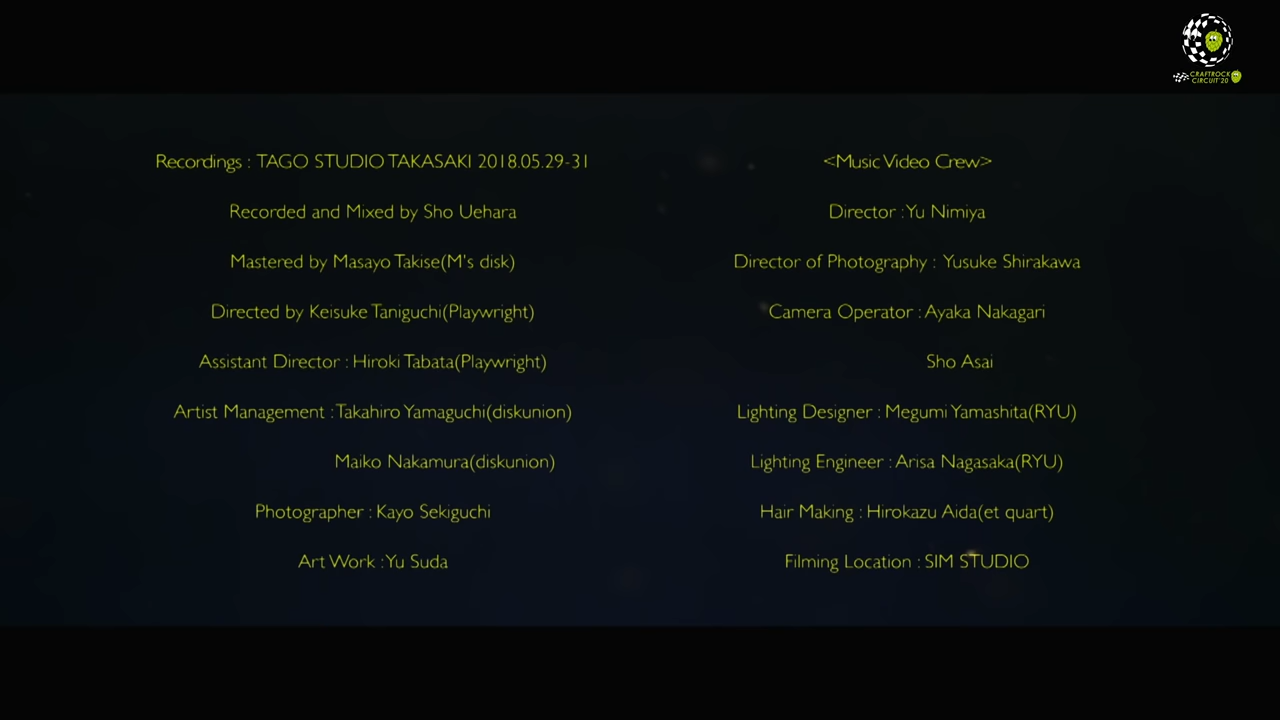 CRAFTROCK
CIRCUIT'20
Recordings : TAGO STUDIO TAKASAKI 2018.05.29-31
Recorded and Mixed by Sho Uehara
Mastered by Masayo Takise(M's disk)
Directed by Keisuke Taniguchi(Playwright)
Assistant Director : Hiroki Tabata(Playwright)
Artist Management : Takahiro Yamaguchi(diskunion)
Maiko Nakamura(diskunion)
Photographer : Kayo Sekiguchi
Art Work : Yu Suda
<Music Video Crew>
Director : Yu Nimiya
Director of Photography : Yusuke Shirakawa
Camera Operator : Ayaka Nakagari
Sho Asai
Lighting Designer : Megumi Yamashita(RYU)
Lighting Engineer : Arisa Nagasaka(RYU)
Hair Making : Hirokazu Aida(et quart)
Filming Location : SIM STUDIO